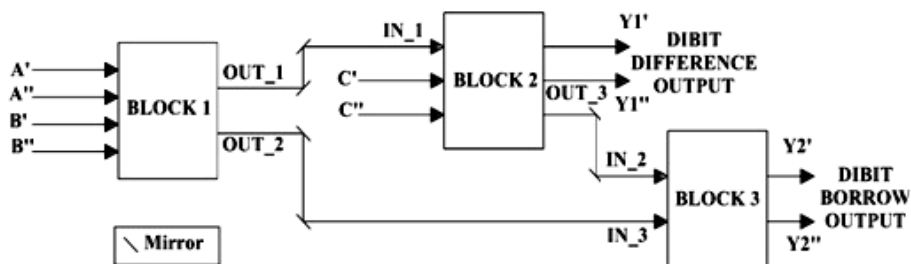 A'
A"
B'
B"
BLOCK 1
OUT_1
OUT_2
IN_1
C'
C"
BLOCK 2
OUT_3
Y1'
Y1"
DIBIT
DIFFERENCE
OUTPUT
IN_2
IN_3
BLOCK 3
Y2'
Y2"
DIBIT
BORROW
OUTPUT
Mirror